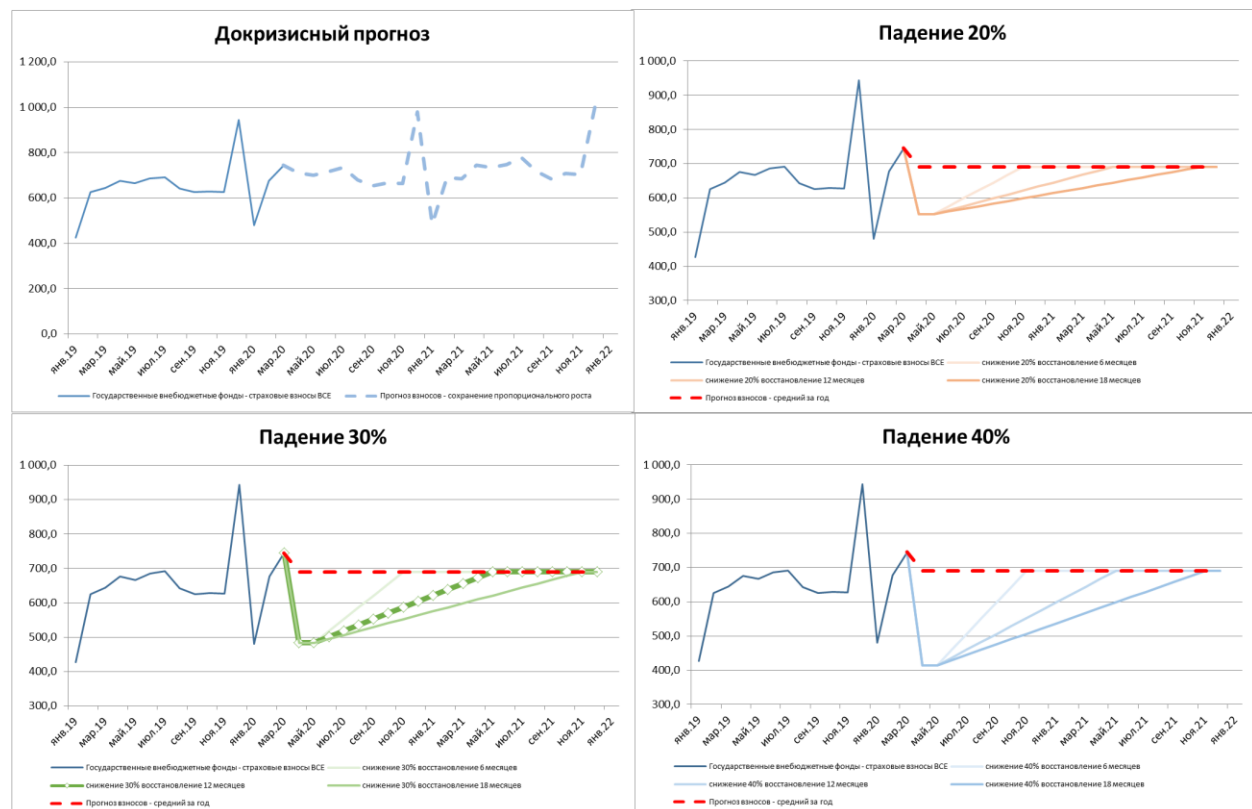 Докризисный прогноз
1 200,0
1 000,0
800,0
600,0
400,0
200,0
0,0
янв.19
мар.19
май.19
июл.19
сен.19
ноя.19
янв.20
мар.20
май.20
июл.20
сен.20
ноя.20
янв.21
мар.21
май.21
июл.21
сен.21
ноя.21
янв.22
Государственные внебюджетные фонды - страховые взносы ВСЕ
Прогноз взносов - сохранение пропорционального роста
Падение 20%
1 000,0
900,0
800,0
700,0
600,0
500,0
400,0
300,0
янв.19
мар.19
май.19
июл.19
сен.19
ноя.19
янв.20
мар.20
май.20
июл.20
сен.20
ноя.20
янв.21
мар.21
май.21
июл.21
сен.21
ноя.21
янв.22
Государственные внебюджетные фонды - страховые взносы ВСЕ
снижение 20% восстановление 6 месяцев
снижение 20% восстановление 12 месяцев
снижение 20% восстановление 18 месяцев
Прогноз взносов - средний за год
Падение 30%
1 000,0
900,0
800,0
700,0
600,0
500,0
400,0
300,0
янв.19
мар.19
май.19
июл.19
сен.19
ноя.19
янв.20
мар.20
май.20
июл.20
сен.20
ноя.20
янв.21
мар.21
май.21
июл.21
сен.21
ноя.21
янв.22
Государственные внебюджетные фонды - страховые взносы ВСЕ
снижение 30% восстановление 6 месяцев
снижение 30% восстановление 12 месяцев
снижение 30% восстановление 18 месяцев
Прогноз взносов - средний за год
Падение 40%
1 000,0
900,0
800,0
700,0
600,0
500,0
400,0
300,0
янв.19
мар.19
май.19
июл.19
сен.19
ноя.19
янв.20
мар.20
май.20
июл.20
сен.20
ноя.20
янв.21
мар.21
май.21
июл.21
сен.21
ноя.21
янв.22
Государственные внебюджетные фонды - страховые взносы ВСЕ
снижение 40% восстановление 6 месяцев
снижение 40% восстановление 12 месяцев
снижение 40% восстановление 18 месяцев
Прогноз взносов - средний за год